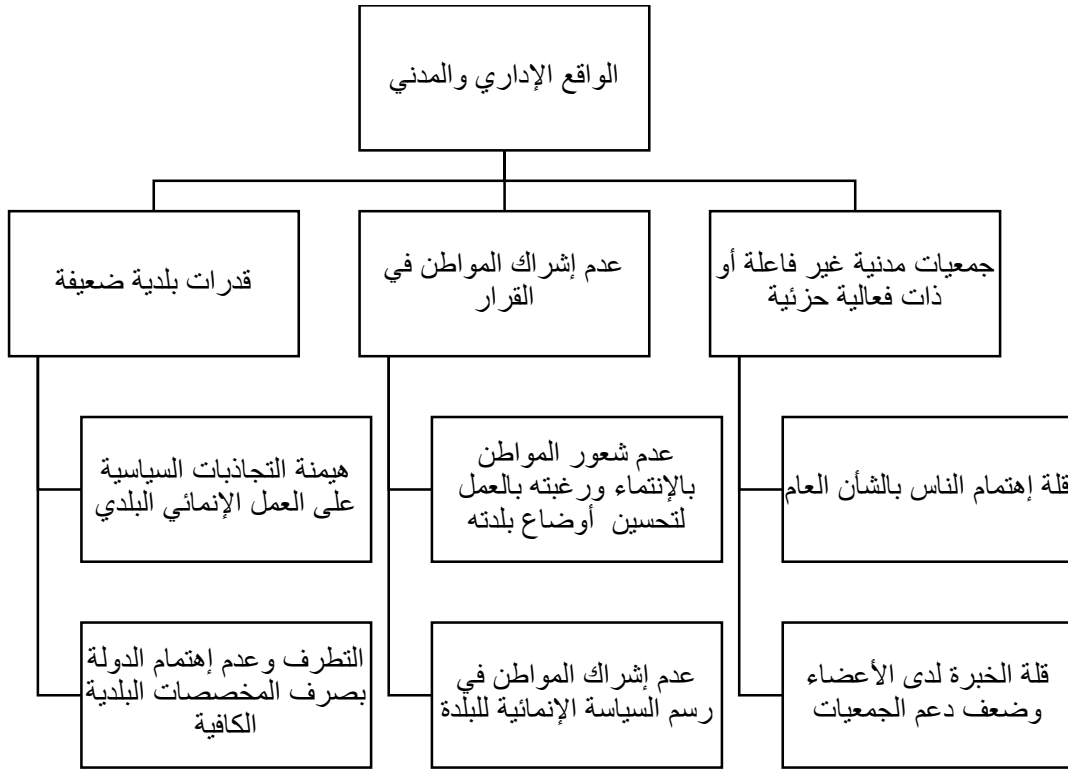 الواقع الإداري والمدني
جمعيات مدنية غير فاعلة أو
ذات فعالية حزئية
عدم إشراك المواطن في
القرار
قدرات بلدية ضعيفة
قلة إهتمام الناس بالشأن العام
عدم شعور المواطن
بالإنتماء ورغبته بالعمل
لتحسين أوضاع بلدته
هيمنة التجاذبات السياسية
على العمل الإنمائي البلدي
قلة الخبرة لدى الأعضاء
وضعف دعم الجمعيات
عدم إشراك المواطن في
رسم السياسة الإنمائية للبلدة
التطرف وعدم إهتمام الدولة
بصرف المخصصات البلدية
الكافية